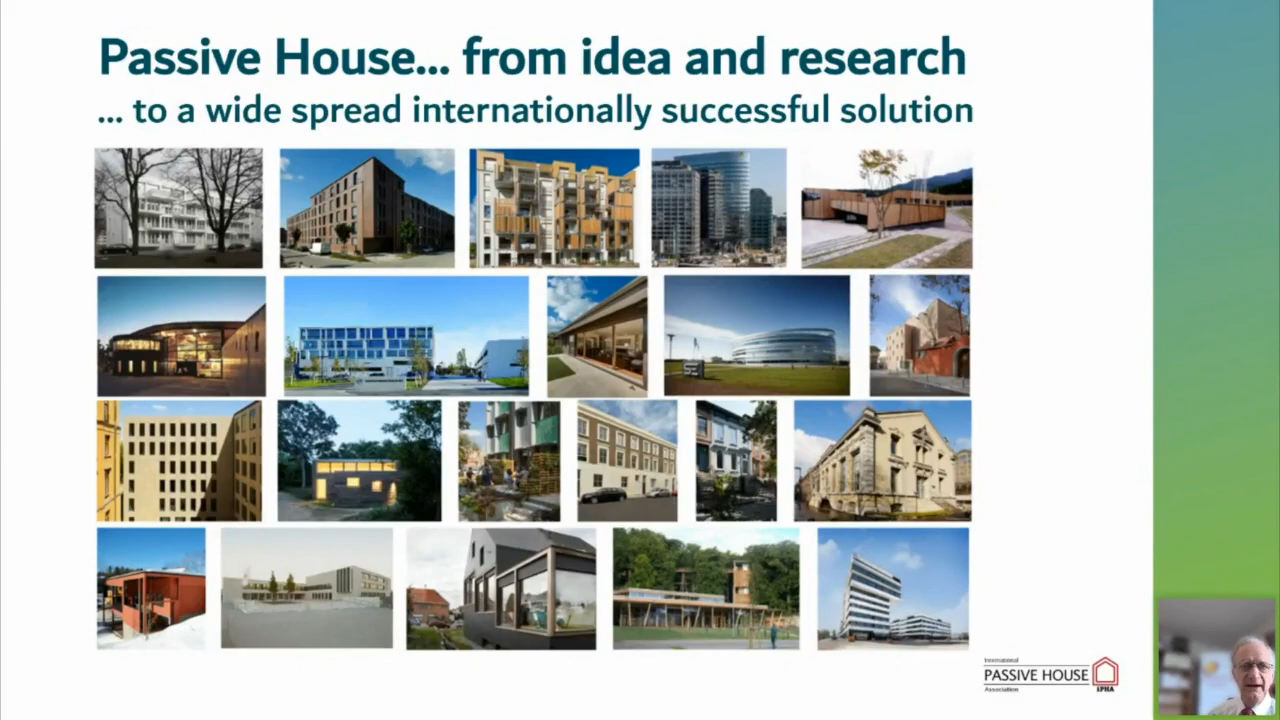 Passive House... from idea and research
... to a wide spread internationally successful solution
International
PASSIVE HOUSE
Association
iPHA